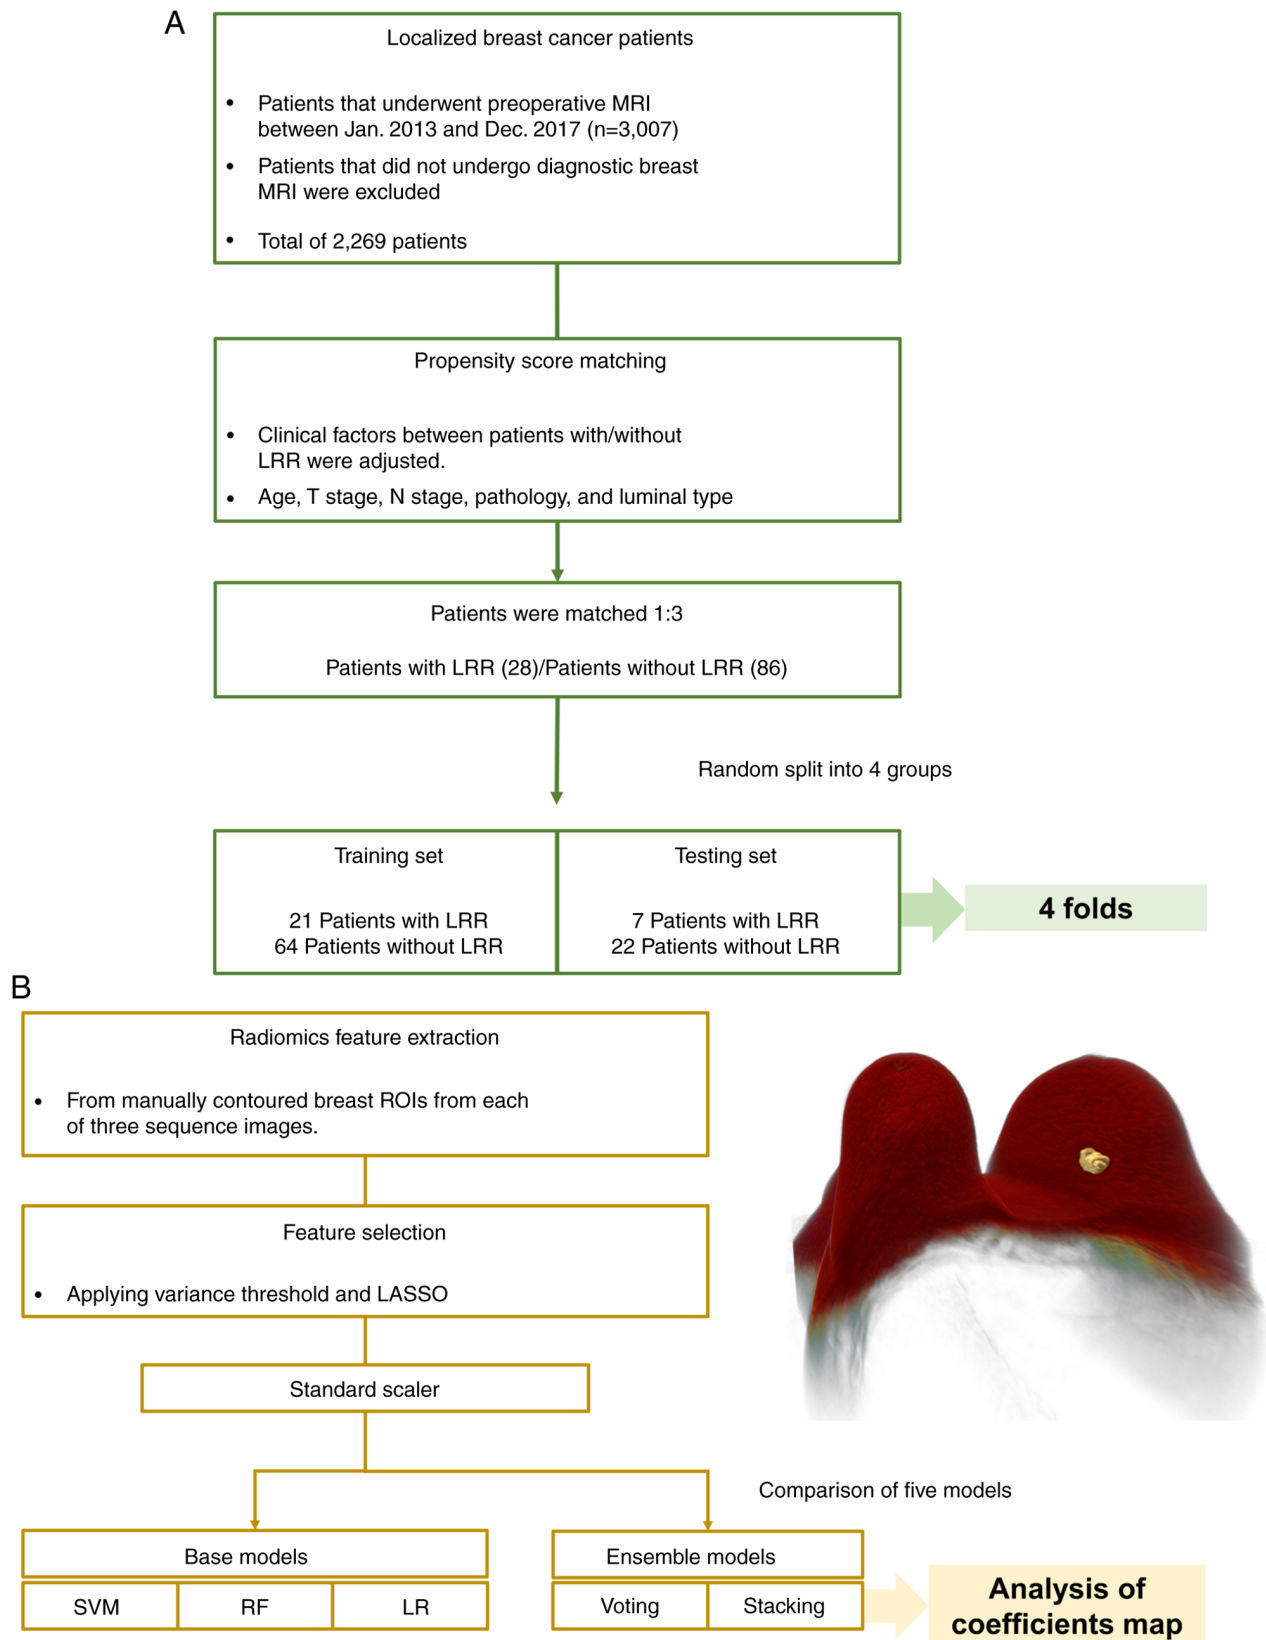 A
Localized breast cancer patients
• Patients that underwent preoperative MRI
between Jan. 2013 and Dec. 2017 (n=3,007)
• Patients that did not undergo diagnostic breast
MRI were excluded
• Total of 2,269 patients
Propensity score matching
• Clinical factors between patients with/without
LRR were adjusted.
• Age, T stage, N stage, pathology, and luminal type
Patients were matched 1:3
Patients with LRR (28)/Patients without LRR (86)
Random split into 4 groups
Training set
21 Patients with LRR
64 Patients without LRR
Testing set
7 Patients with LRR
22 Patients without LRR
4 folds
B
Radiomics feature extraction
• From manually contoured breast ROIs from each
of three sequence images.
Feature selection
• Applying variance threshold and LASSO
Standard scaler
Comparison of five models
Base models
SVM
RF
LR
Ensemble models
Voting
Stacking
Analysis of
coefficients map